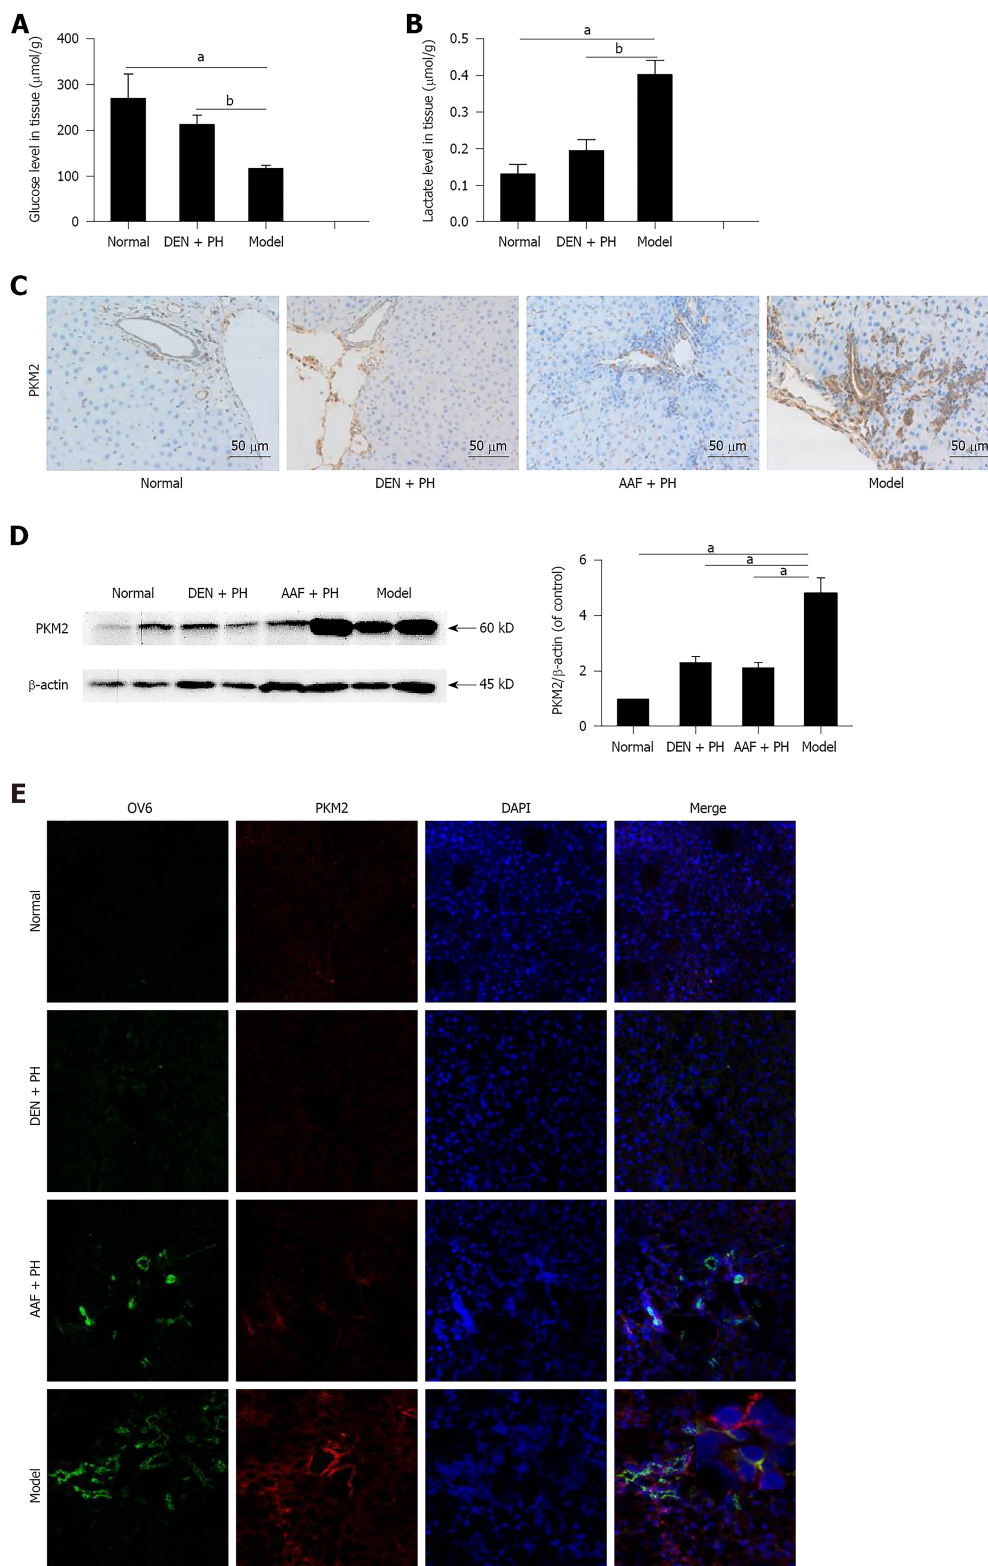 A
B
Glucose level in tissue (μmol/g)
400
300
200
100
0
a
b
Normal
DEN + PH
Model
Lactate level in tissue (μmol/g)
0.5
0.4
0.3
0.2
0.1
0.0
a
b
Normal
DEN + PH
Model
C
PKM2
50 μm
50 μm
50 μm
50 μm
Normal
DEN + PH
AAF + PH
Model
D
Normal
DEN + PH
AAF + PH
Model
PKM2
60 kD
β-actin
45 kD
PKM2/β-actin (of control)
6
4
2
0
a
a
a
Normal
DEN + PH
AAF + PH
Model
E
OV6
PKM2
DAPI
Merge
Normal
DEN + PH
AAF + PH
Model